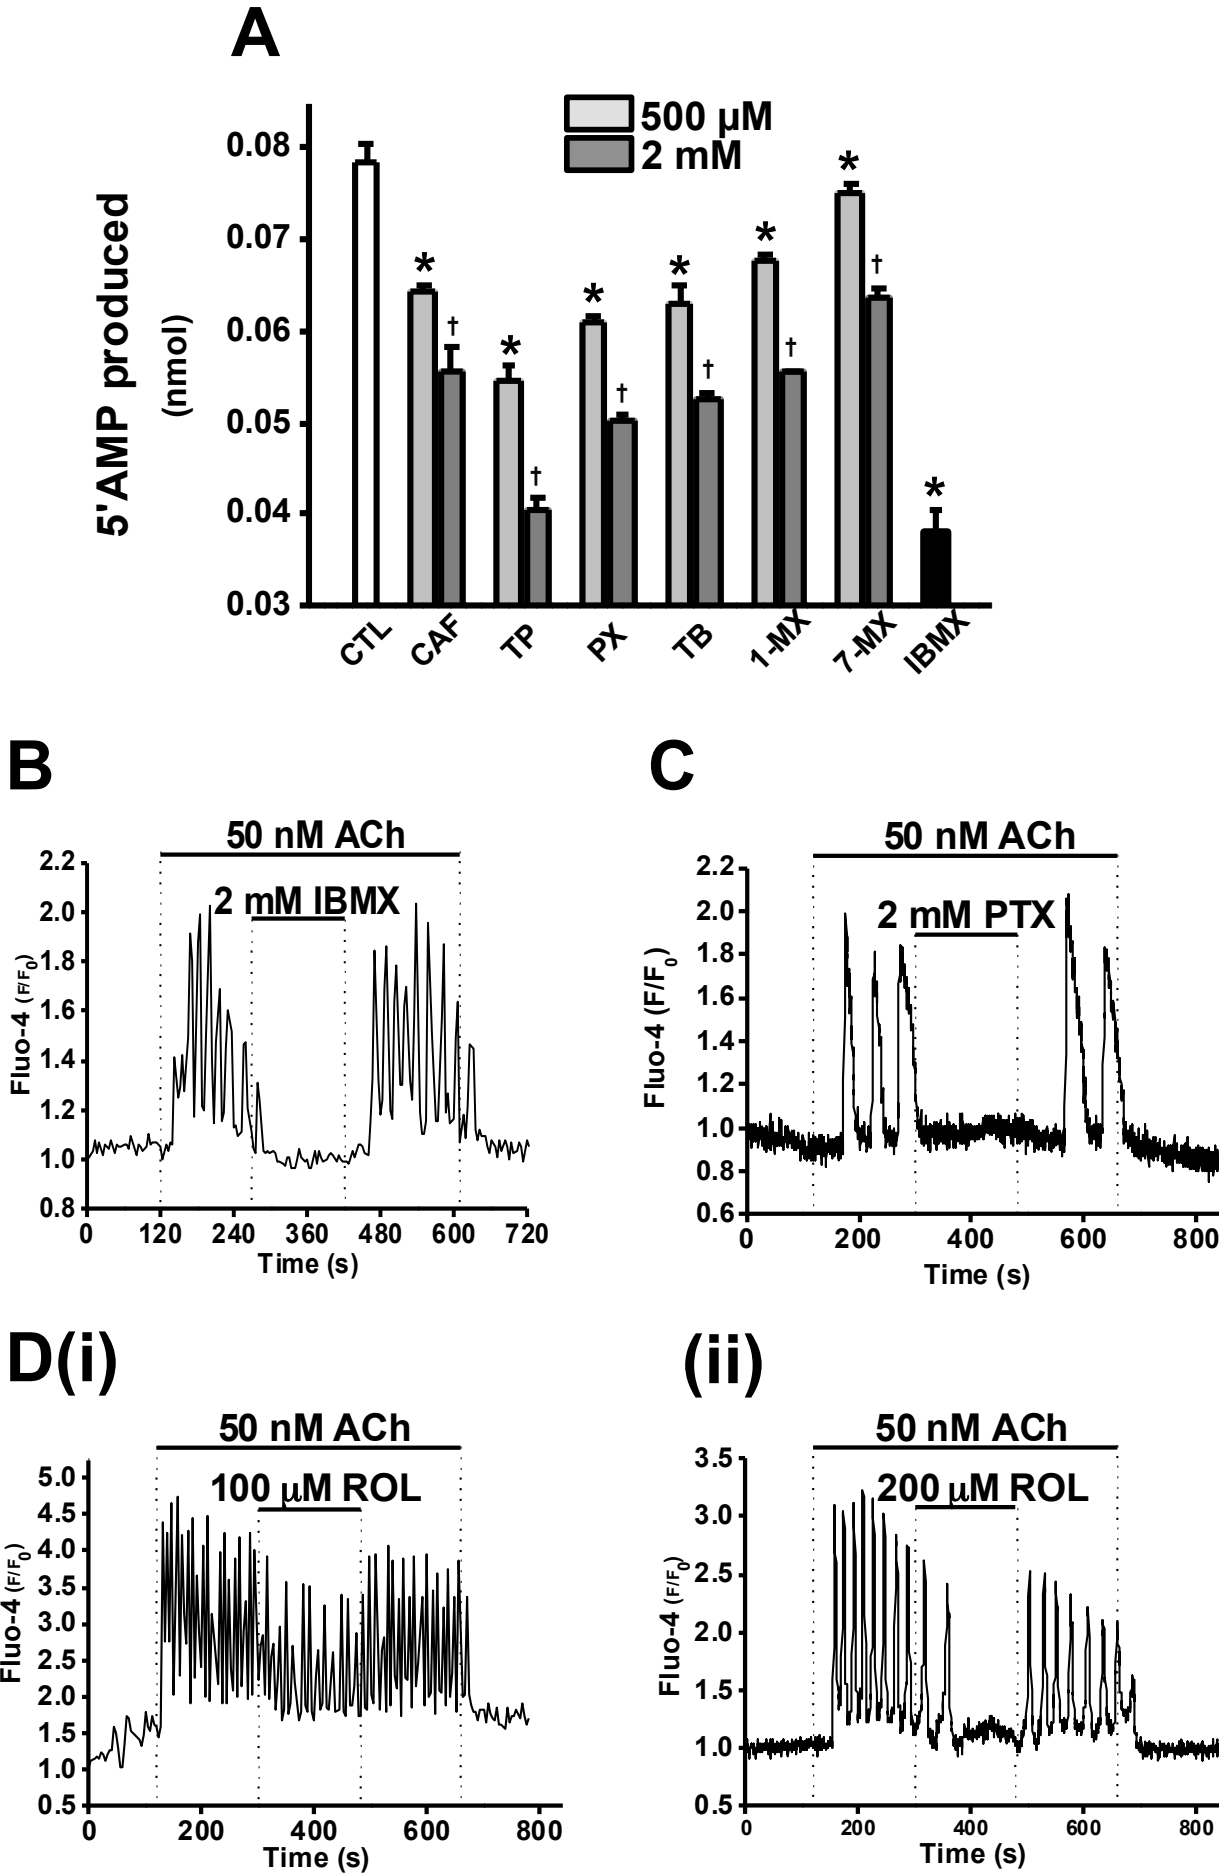 A
500 µM
2 mM
5'AMP produced
(nmol)
0.08
0.07
0.06
0.05
0.04
0.03
* * * * * * *
† † † † † †
CTL CAF TP PX TB 1-MX 7-MX IBMX
B
50 nM ACh
2 mM IBMX
Fluo-4 (F/F0)
2.2
2.0
1.8
1.6
1.4
1.2
1.0
0.8
0 120 240 360 480 600 720
Time (s)
C
50 nM ACh
2 mM PTX
Fluo-4 (F/F0)
2.2
2.0
1.8
1.6
1.4
1.2
1.0
0.8
0.6
0 200 400 600 800
Time (s)
D(i)
50 nM ACh
100 µM ROL
Fluo-4 (F/F0)
5.0
4.5
4.0
3.5
3.0
2.5
2.0
1.5
1.0
0.5
0 200 400 600 800
Time (s)
(ii)
50 nM ACh
200 µM ROL
Fluo-4 (F/F0)
3.5
3.0
2.5
2.0
1.5
1.0
0.5
0 200 400 600 800
Time (s)